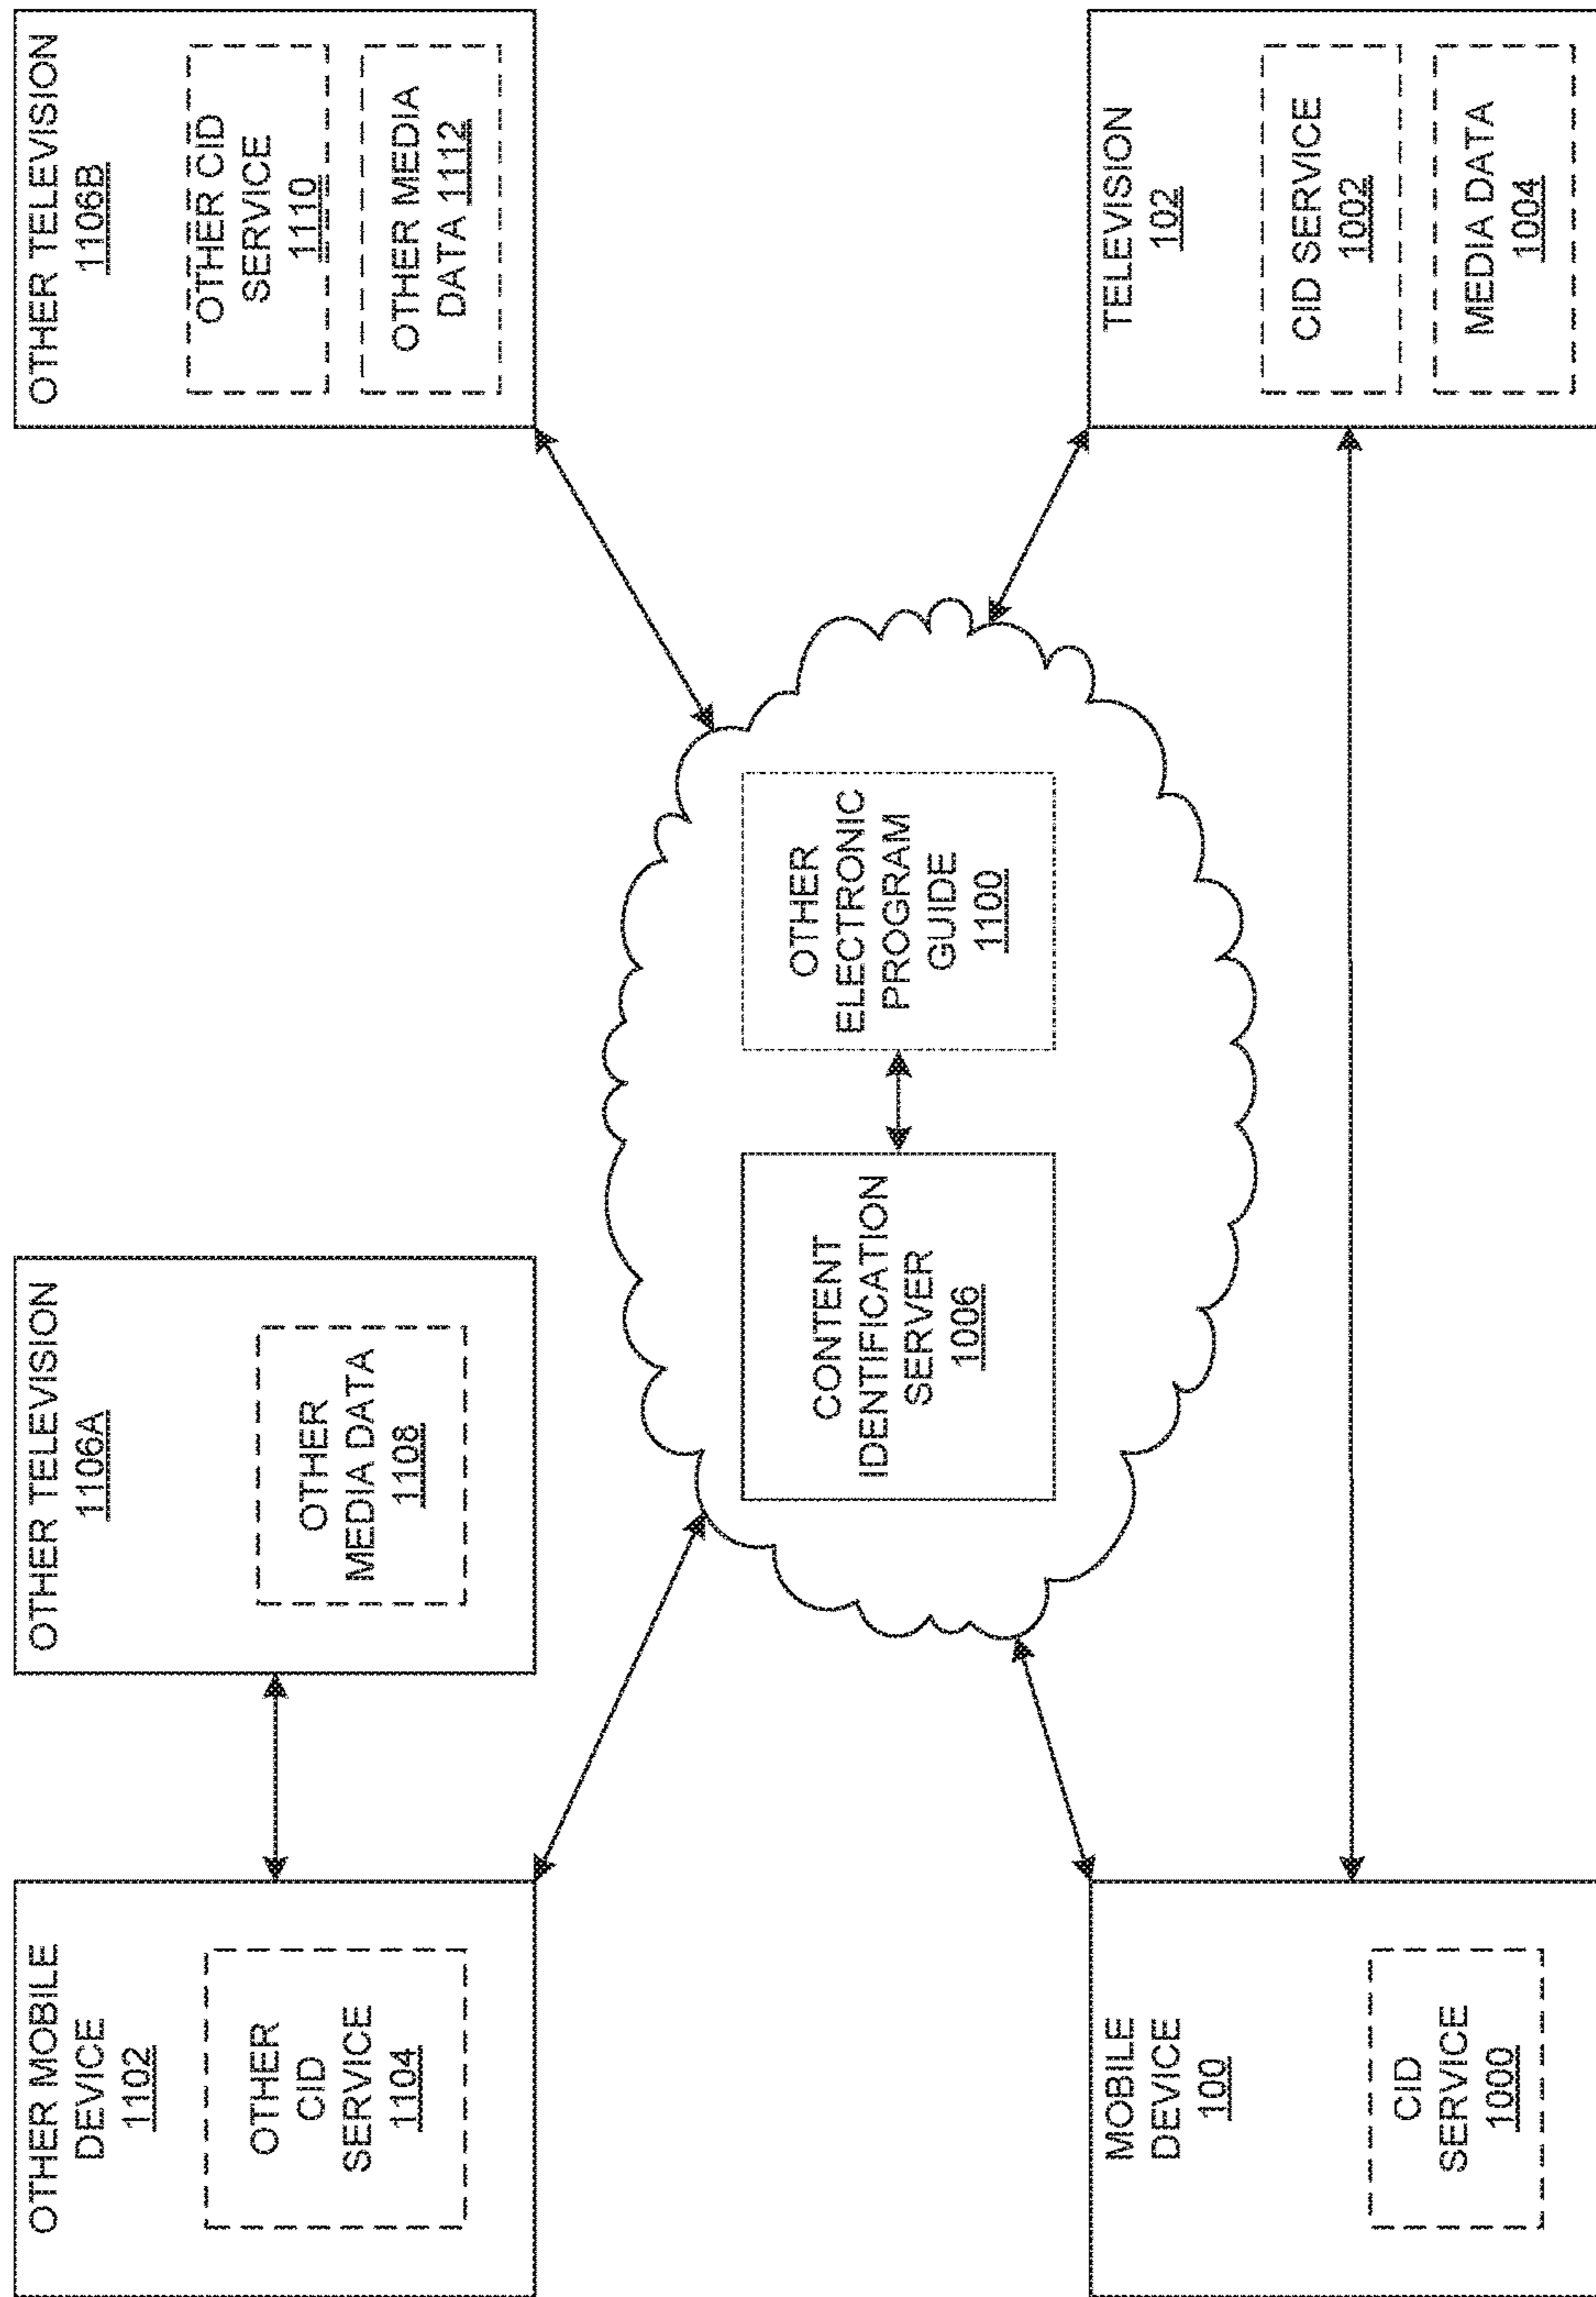 OTHER MOBILE
DEVICE
1102
OTHER
CID
SERVICE
1104
OTHER TELEVISION
1106A
OTHER
MEDIA DATA
1108
OTHER TELEVISION
1106B
OTHER CID
SERVICE
1110
OTHER MEDIA
DATA 1112
CONTENT
IDENTIFICATION
SERVER
1006
OTHER
ELECTRONIC
PROGRAM
GUIDE
1100
MOBILE
DEVICE
100
CID
SERVICE
1000
TELEVISION
102
CID SERVICE
1002
MEDIA DATA
1004